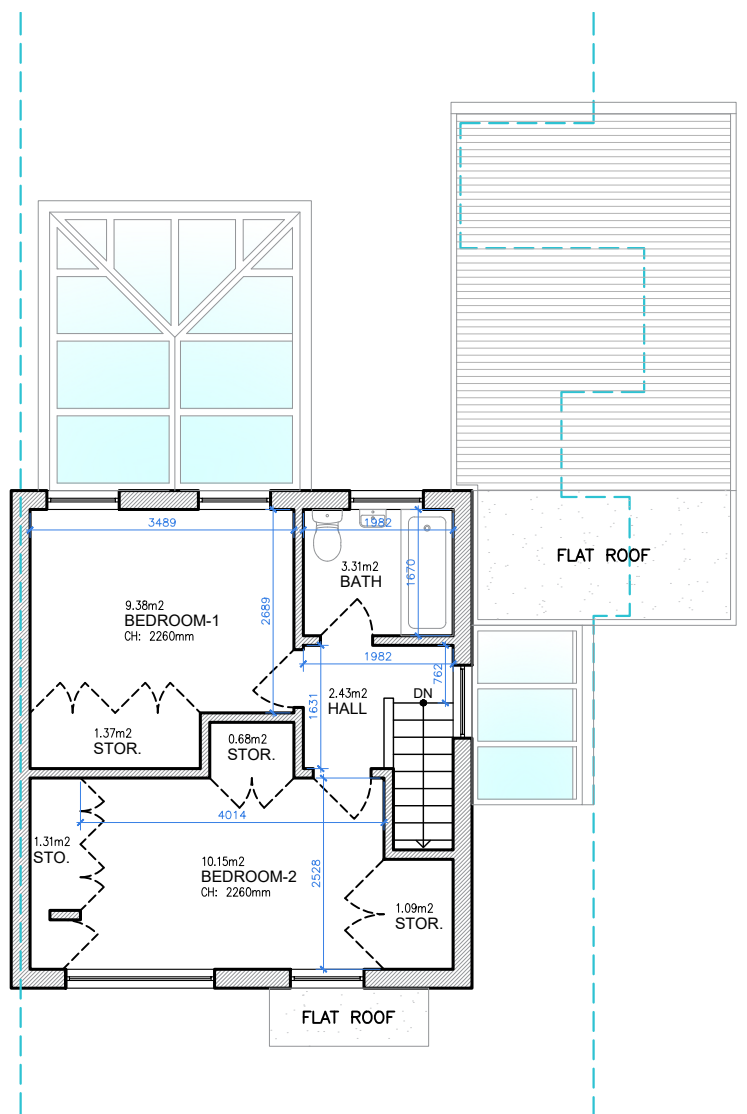 3489
1982
FLAT ROOF
3.31m2
BATH
1670
9.38m2
BEDROOM-1
CH: 2260mm
2689
1982
762
2.43m2
HALL
1631
DN
1.37m2
STOR.
0.68m2
STOR.
4014
1.31m2
STO.
10.15m2
BEDROOM-2
CH: 2260mm
2528
1.09m2
STOR.
FLAT ROOF